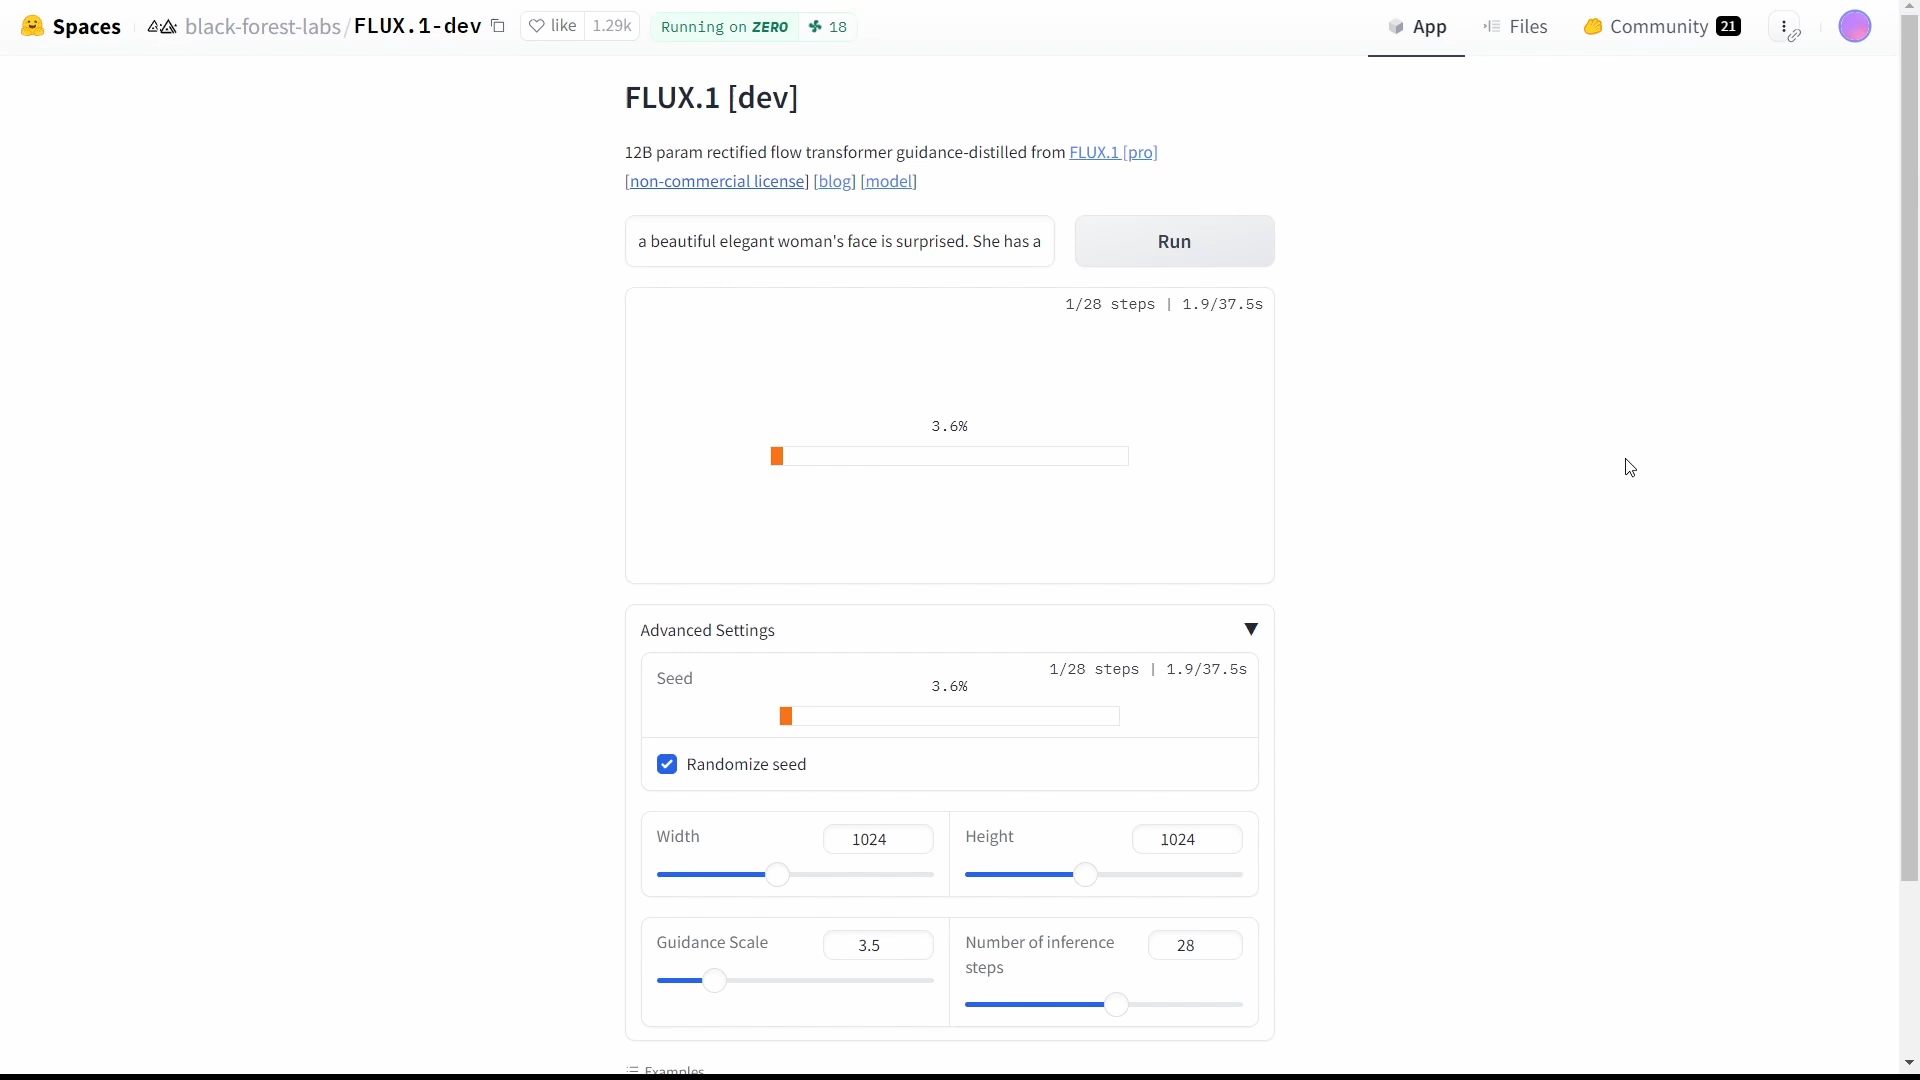 Spaces black-forest-labs/FLUX.1-dev like 1.29k Running on ZERO 18 App Files Community 21
FLUX.1 [dev]
12B param rectified flow transformer guidance-distilled from FLUX.1 [pro]
[non-commercial license] [blog] [model]
a beautiful elegant woman's face is surprised. She has a
Run
1/28 steps | 1.9/37.5s
3.6%
Advanced Settings
Seed
1/28 steps | 1.9/37.5s
3.6%
Randomize seed
Width 1024 Height 1024
Guidance Scale 3.5 Number of inference 28
steps
Examples